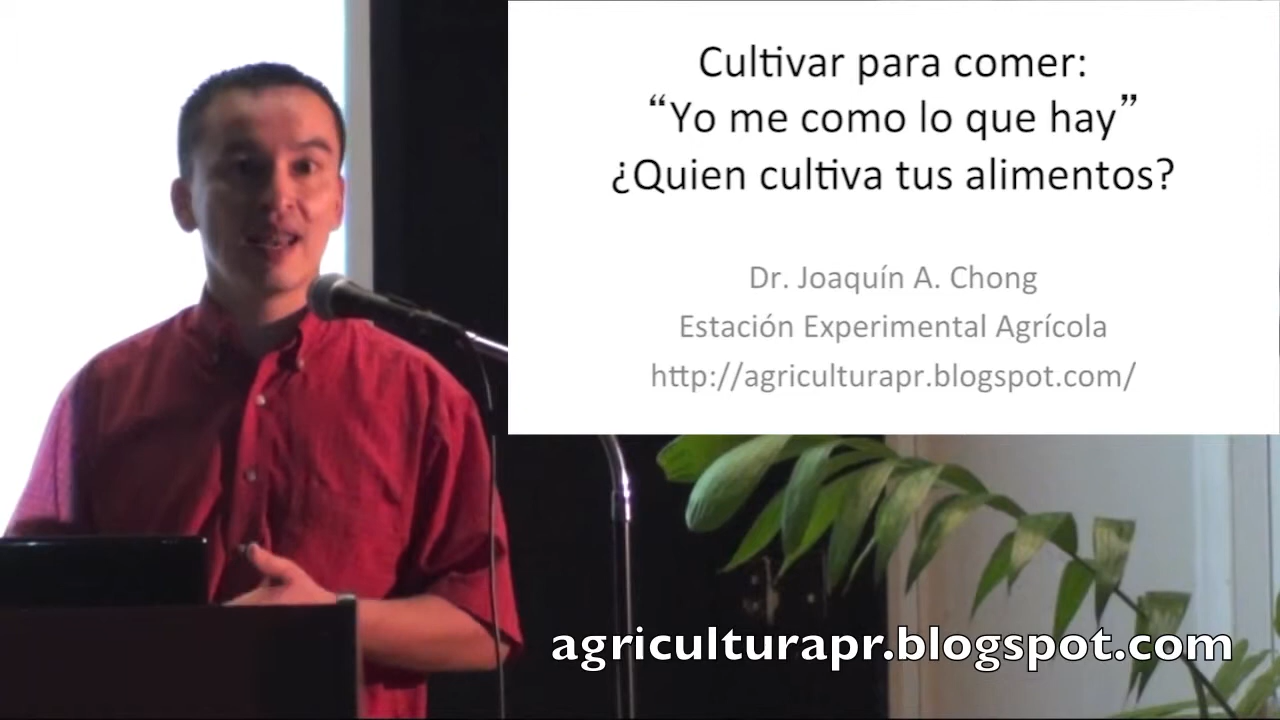 Cultivar para comer:
“Yo me como lo que hay”
¿Quien cultiva tus alimentos?
Dr. Joaquín A. Chong
Estación Experimental Agrícola
http://agriculturapr.blogspot.com/
agriculturapr.blogspot.com